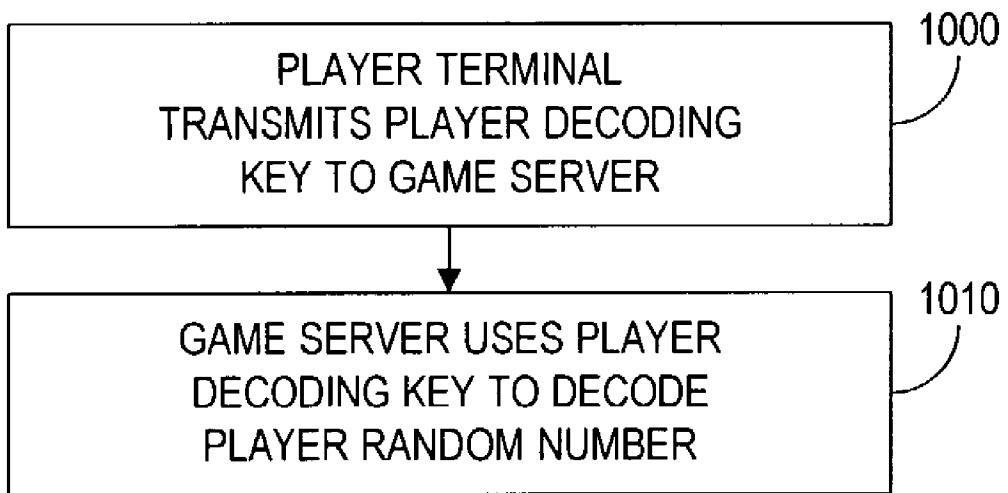 1000
PLAYER TERMINAL
TRANSMITS PLAYER DECODING
KEY TO GAME SERVER
1010
GAME SERVER USES PLAYER
DECODING KEY TO DECODE
PLAYER RANDOM NUMBER